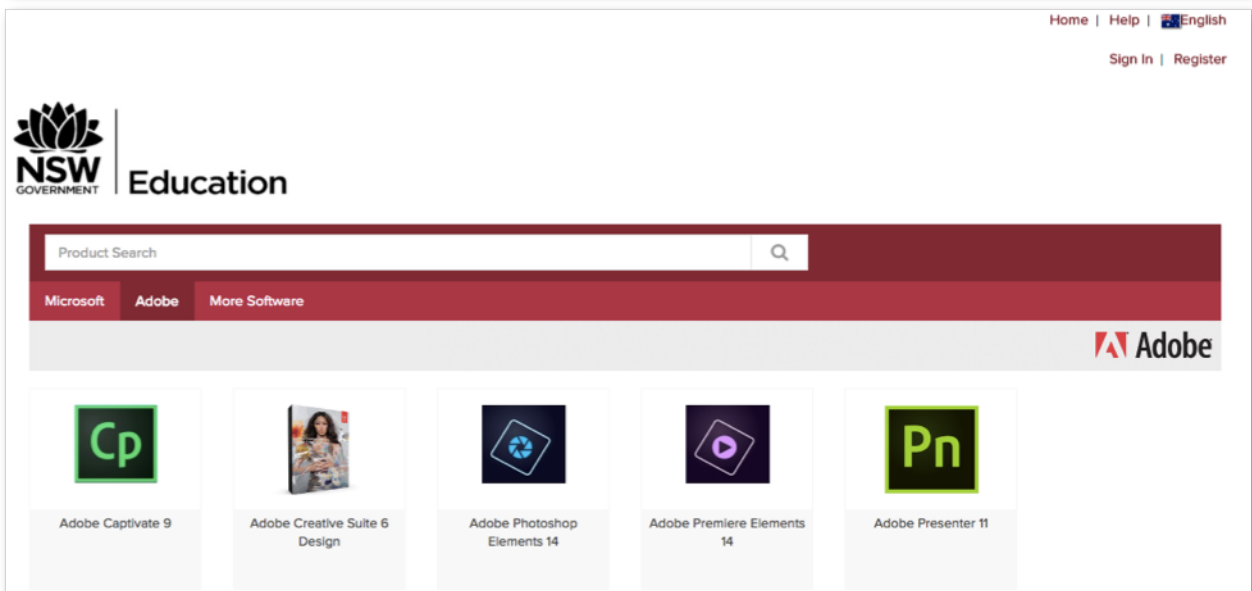 Home | Help | English
Sign In | Register
NSW
GOVERNMENT
Education
Product Search
Microsoft Adobe More Software
Adobe
Cp
Pn
Adobe Captivate 9
Adobe Creative Suite 6
Design
Adobe Photoshop
Elements 14
Adobe Premiere Elements
14
Adobe Presenter 11